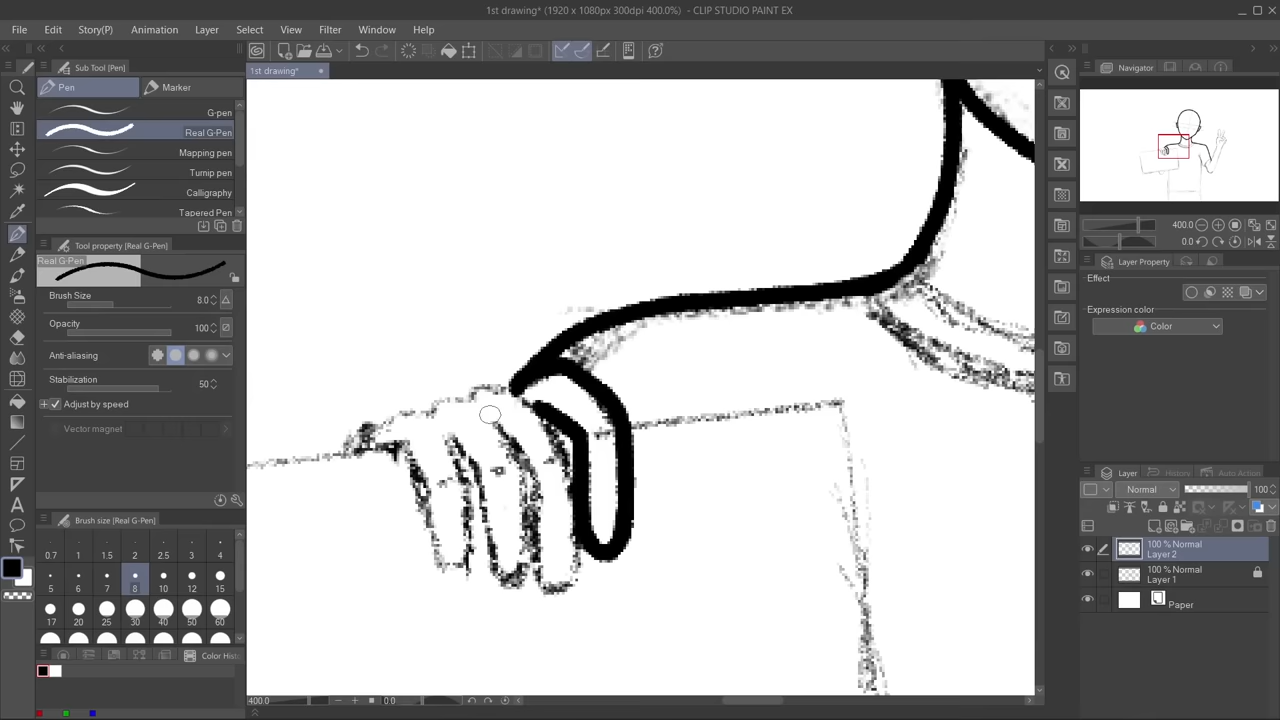 1st drawing* (1920 x 1080px 300dpi 400.0%) - CLIP STUDIO PAINT EX
File Edit Story(P) Animation Layer Select View Filter Window Help
Sub Tool [Pen]
1st drawing*
Navigator
Pen
Marker
G-pen
Real G-Pen
Mapping pen
Turnip pen
Calligraphy
Tapered Pen
400.0
0.0
Tool property [Real G-Pen]
Real G-Pen
Layer Property
Effect
Brush Size 8.0
Opacity 100
Expression color
Color
Anti-aliasing
Stabilization 50
Adjust by speed
Vector magnet
Layer
History
Auto Action
Normal 100
Brush size [Real G-Pen]
0.7 1 1.5 2 2.5 3 4
5 6 7 8 10 12 15
17 20 25 30 40 50 60
100 % Normal
Layer 2
100 % Normal
Layer 1
Paper
Color Hist
400.0
0.0